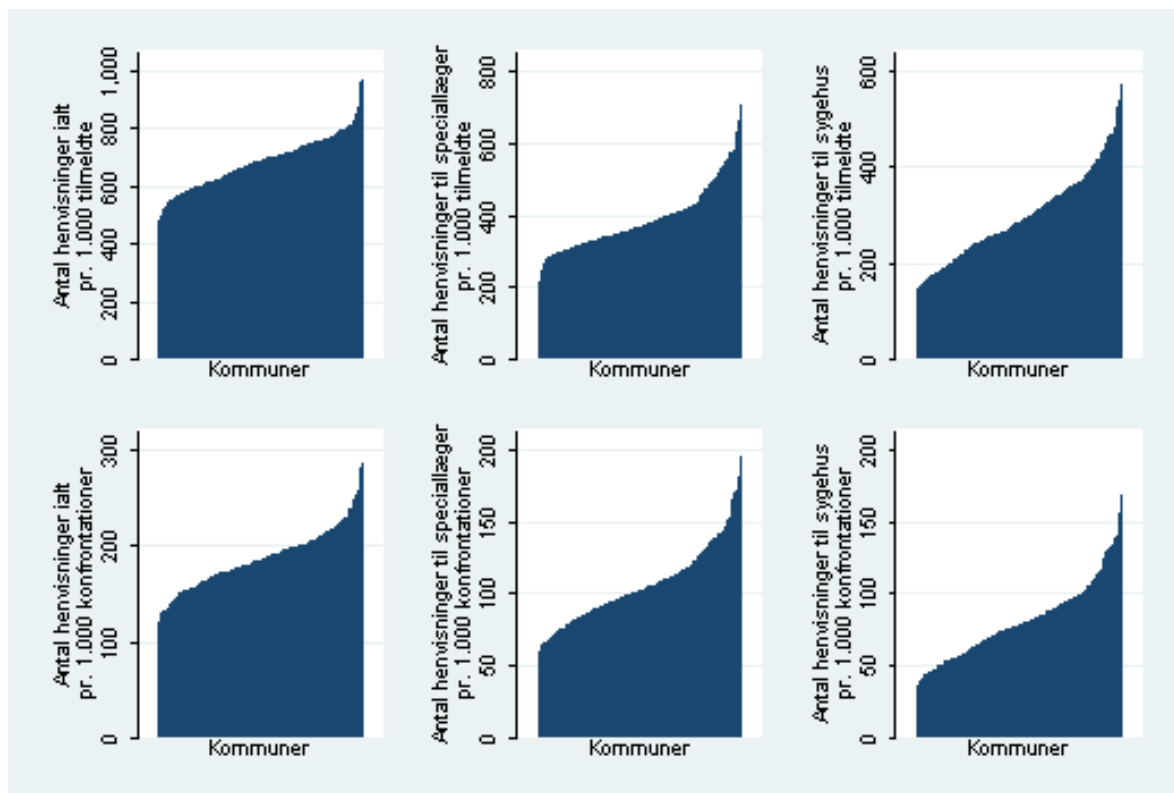 Antal henvisninger ialt
pr. 1.000 tilmeldte
0
200
400
600
800
1,000
Kommuner
Antal henvisninger til speciallæger
pr. 1.000 tilmeldte
0
200
400
600
800
Kommuner
Antal henvisninger til sygehus
pr. 1.000 tilmeldte
0
200
400
600
Kommuner
Antal henvisninger ialt
pr. 1.000 konfrontationer
0
100
200
300
Kommuner
Antal henvisninger til speciallæger
pr. 1.000 konfrontationer
0
50
100
150
200
Kommuner
Antal henvisninger til sygehus
pr. 1.000 konfrontationer
0
50
100
150
200
Kommuner